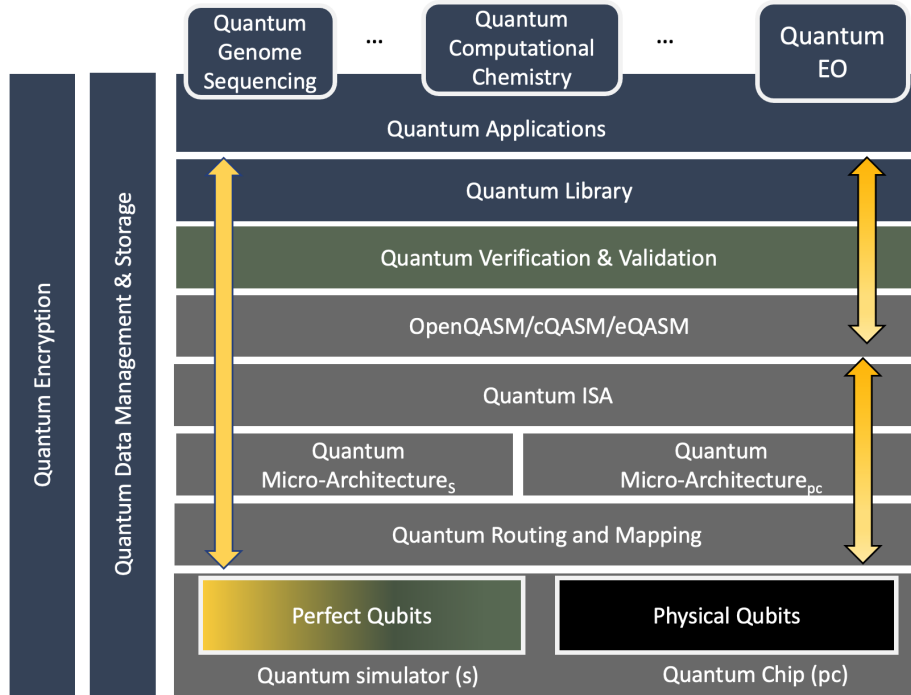 Quantum
Genome
Sequencing
...
Quantum
Computational
Chemistry
...
Quantum
EO
Quantum Applications
Quantum Library
Quantum Verification & Validation
OpenQASM/cQASM/eQASM
Quantum ISA
Quantum
Micro-Architectures
Quantum
Micro-Architecturepc
Quantum Routing and Mapping
Perfect Qubits
Physical Qubits
Quantum simulator (s)
Quantum Chip (pc)
Quantum Encryption
Quantum Data Management & Storage